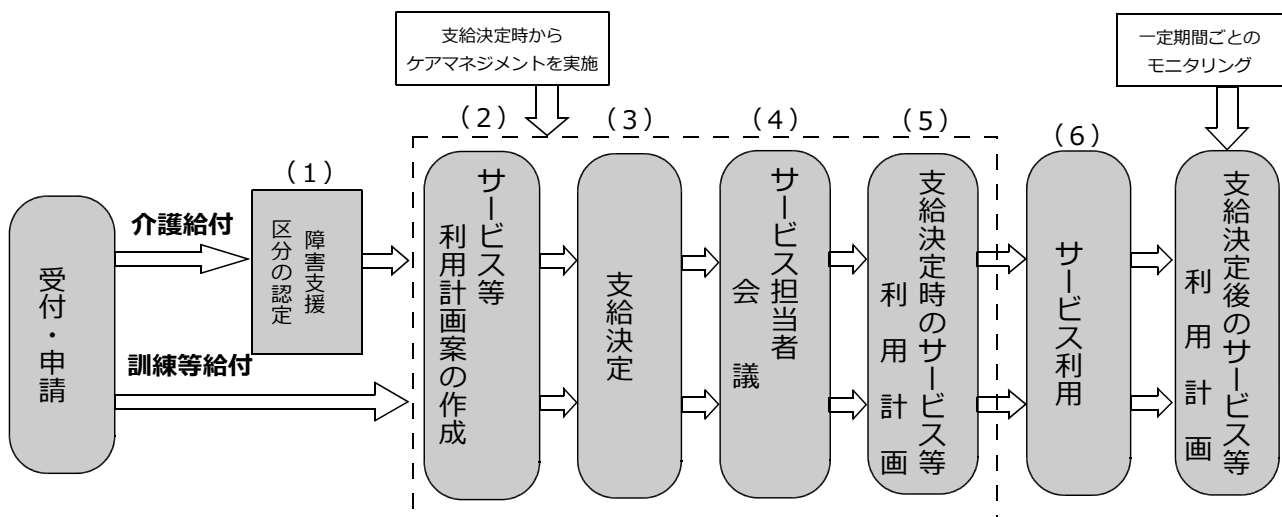 支給決定時から
ケアマネジメントを実施
一定期間ごとの
モニタリング
(1)
(2)
(3)
(4)
(5)
(6)
受付・申請
介護給付
訓練等給付
障害支援
区分の認定
サービス等
利用計画案の作成
支給決定
サービス担当者
会議
支給決定時のサービス等
利用計画
サービス利用
支給決定後のサービス等
利用計画